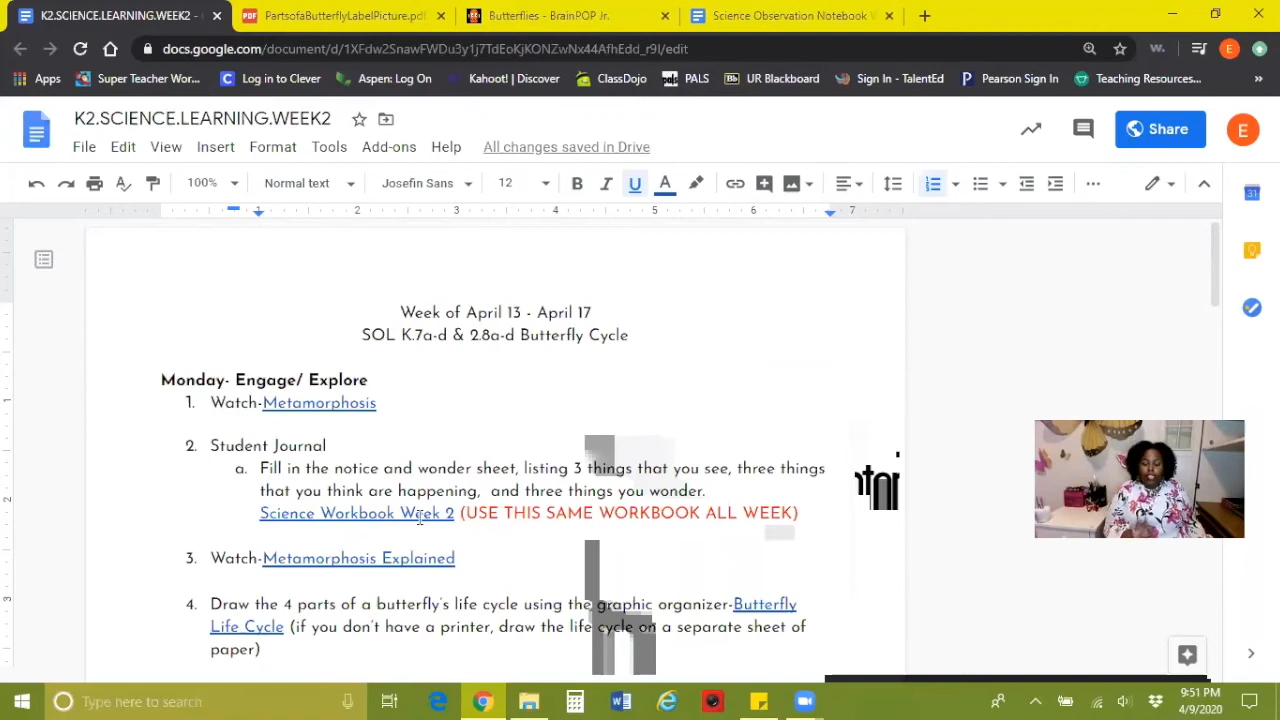 K2.SCIENCE.LEARNING.WEEK2 -
PartsofaButterflyLabelPicture.pdf
Butterflies - BrainPOP Jr.
Science Observation Notebook W
docs.google.com/document/d/1XFdw2SnawFWDu3y1j7TdEoKjKONZwNx44AfhEdd_r9I/edit
Apps
Super Teacher Wor...
Log in to Clever
Aspen: Log On
Kahoot! | Discover
ClassDojo
PALS
UR Blackboard
Sign In - TalentEd
Pearson Sign In
Teaching Resources...
K2.SCIENCE.LEARNING.WEEK2
Share
E
File Edit View Insert Format Tools Add-ons Help All changes saved in Drive
100% Normal text Josefin Sans 12 B I U A
1 2 3 4 5 6 7
Week of April 13 - April 17
SOL K.7a-d & 2.8a-d Butterfly Cycle
Monday- Engage/ Explore
1. Watch-Metamorphosis
2. Student Journal
a. Fill in the notice and wonder sheet, listing 3 things that you see, three things
that you think are happening, and three things you wonder.
Science Workbook Week 2 (USE THIS SAME WORKBOOK ALL WEEK)
3. Watch-Metamorphosis Explained
4. Draw the 4 parts of a butterfly's life cycle using the graphic organizer-Butterfly
Life Cycle (if you don't have a printer, draw the life cycle on a separate sheet of
paper)
Type here to search
9:51 PM
4/9/2020